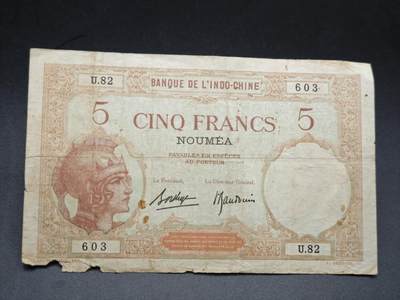 U.82
BANQUE DE L'INDO-CHINE
603
5 CINQ FRANCS 5
NOUMÉA
PAYABLES EN ESPÈCES
AU PORTEUR
Le Président,
Le Directeur Général,
603
U.82